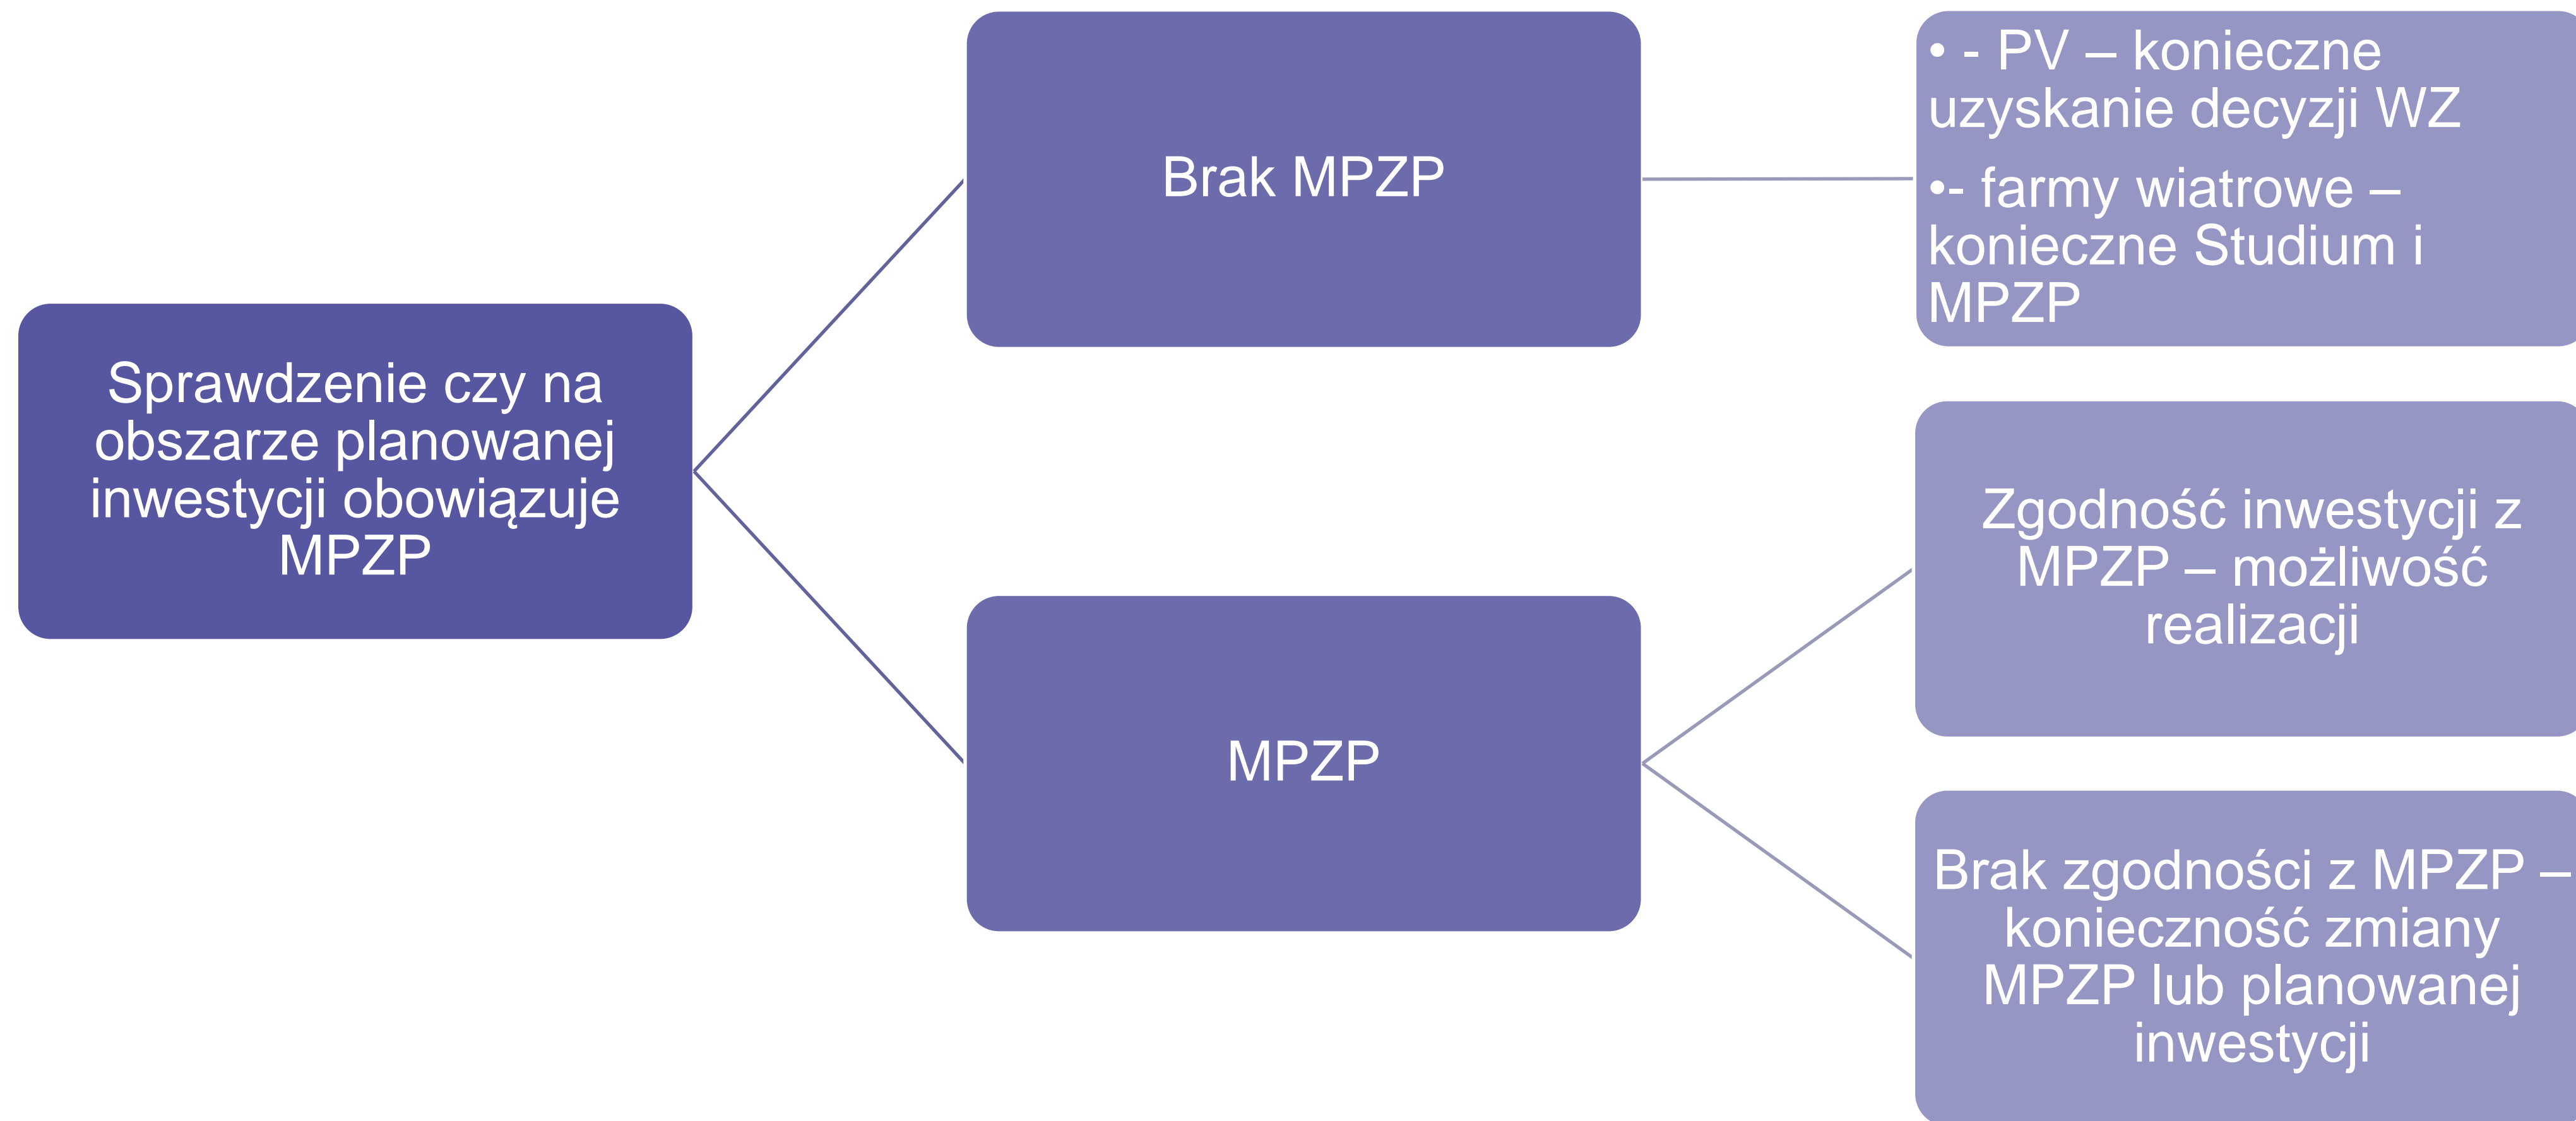 Sprawdzenie czy na
obszarze planowanej
inwestycji obowiązuje
MPZP
Brak MPZP
• - PV – konieczne
uzyskanie decyzji WZ
•- farmy wiatrowe –
konieczne Studium i
MPZP
MPZP
Zgodność inwestycji z
MPZP – możliwość
realizacji
Brak zgodności z MPZP –
konieczność zmiany
MPZP lub planowanej
inwestycji